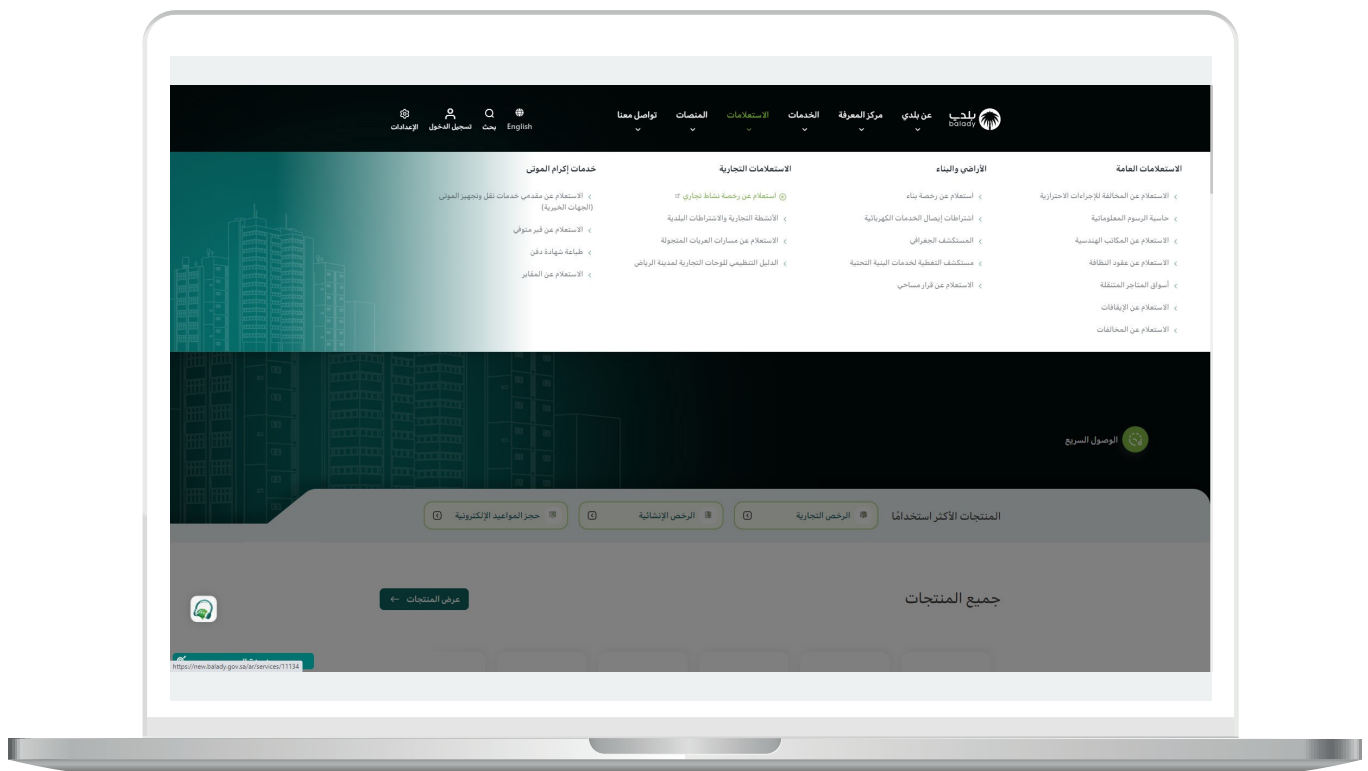 بلدي
balady
عن بلدي
مركز المعرفة
الخدمات
الاستعلامات
المنصات
تواصل معنا
English
بحث
تسجيل الدخول
الإعدادات
الاستعلامات العامة
الاستعلام عن المخالفة للإجراءات الاحترازية
حاسبة الرسوم المعلوماتية
الاستعلام عن المكاتب الهندسية
الاستعلام عن عقود النظافة
أسواق المتاجر المتنقلة
الاستعلام عن الإيقافات
الاستعلام عن المخالفات
الأراضي والبناء
استعلام عن رخصة بناء
اشتراطات إيصال الخدمات الكهربائية
المستكشف الجغرافي
مستكشف التغطية لخدمات البنية التحتية
الاستعلام عن قرار مساحي
الاستعلامات التجارية
استعلام عن رخصة نشاط تجاري
الأنشطة التجارية والاشتراطات البلدية
الاستعلام عن مسارات العربات المتجولة
الدليل التنظيمي للوحات التجارية لمدينة الرياض
خدمات إكرام الموتى
الاستعلام عن مقدمي خدمات نقل وتجهيز الموتى
(الجهات الخيرية)
الاستعلام عن قبر متوفي
طباعة شهادة دفن
الاستعلام عن المقابر
الوصول السريع
المنتجات الأكثر استخدامًا
الرخص التجارية
الرخص الإنشائية
حجز المواعيد الإلكترونية
جميع المنتجات
عرض المنتجات
https://new.balady.gov.sa/ar/services/11134